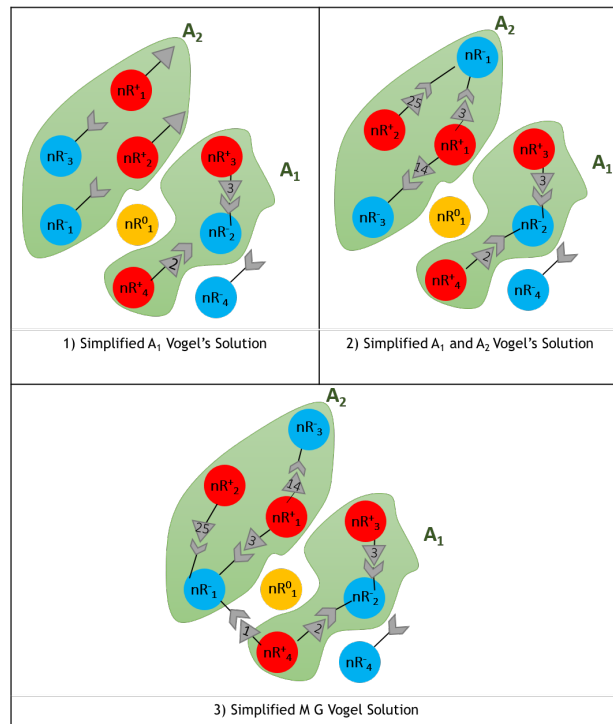 A₂
nR⁺₁
nR⁻₃
nR⁺₂
nR⁺₃
A₁
3
nR⁻₁
nR⁰₁
nR⁻₂
2
nR⁺₄
nR⁻₄
1) Simplified A₁ Vogel's Solution
A₂
nR⁻₁
25
3
nR⁺₂
nR⁺₁
nR⁺₃
A₁
14
3
nR⁻₃
nR⁰₁
nR⁻₂
2
nR⁺₄
nR⁻₄
2) Simplified A₁ and A₂ Vogel's Solution
A₂
nR⁻₃
nR⁺₂
14
nR⁺₁
nR⁺₃
A₁
25
3
3
nR⁻₁
nR⁰₁
nR⁻₂
1
2
nR⁺₄
nR⁻₄
3) Simplified M G Vogel Solution